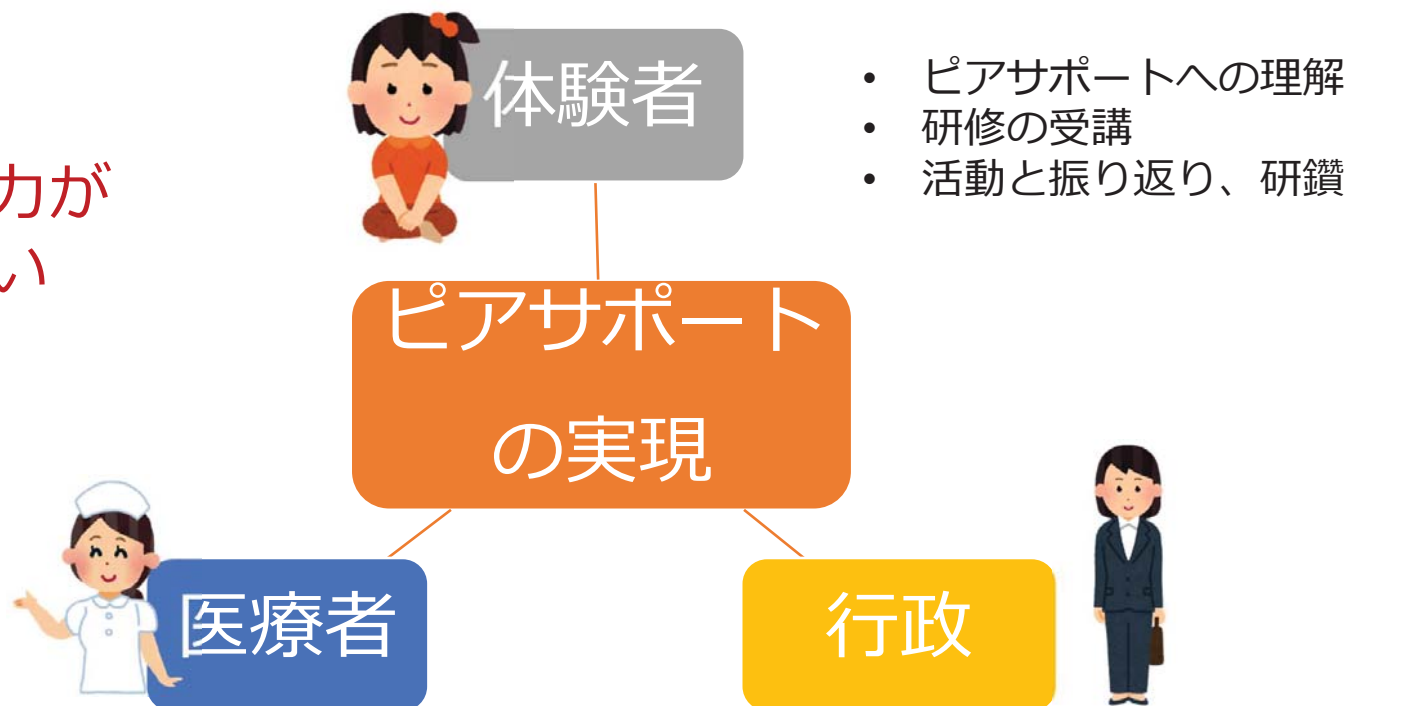 体験者
• ピアサポートへの理解
• 研修の受講
• 活動と振り返り、研鑽
力が
い
ピアサポート
の実現
医療者
行政